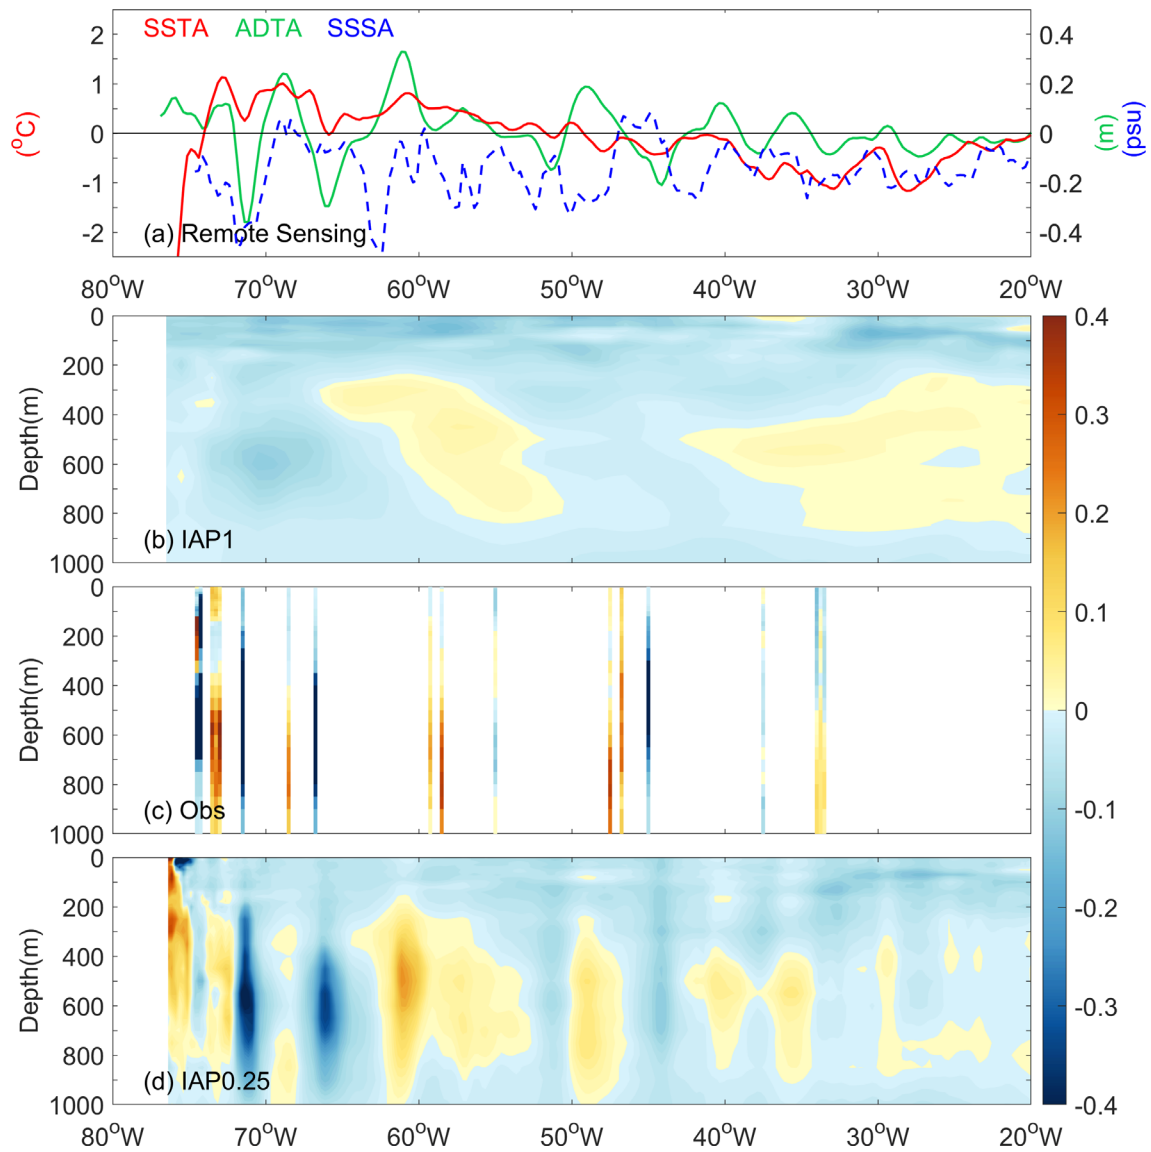 SSTA ADTA SSSA
2
1
0
-1
-2
(°C)
0.4
0.2
0
-0.2
-0.4
(m)
(psu)
(a) Remote Sensing
80°W 70°W 60°W 50°W 40°W 30°W 20°W
0
200
400
600
800
1000
Depth(m)
(b) IAP1
0
200
400
600
800
1000
Depth(m)
(c) Obs
0
200
400
600
800
1000
Depth(m)
(d) IAP0.25
80°W 70°W 60°W 50°W 40°W 30°W 20°W
0.4
0.3
0.2
0.1
0
-0.1
-0.2
-0.3
-0.4